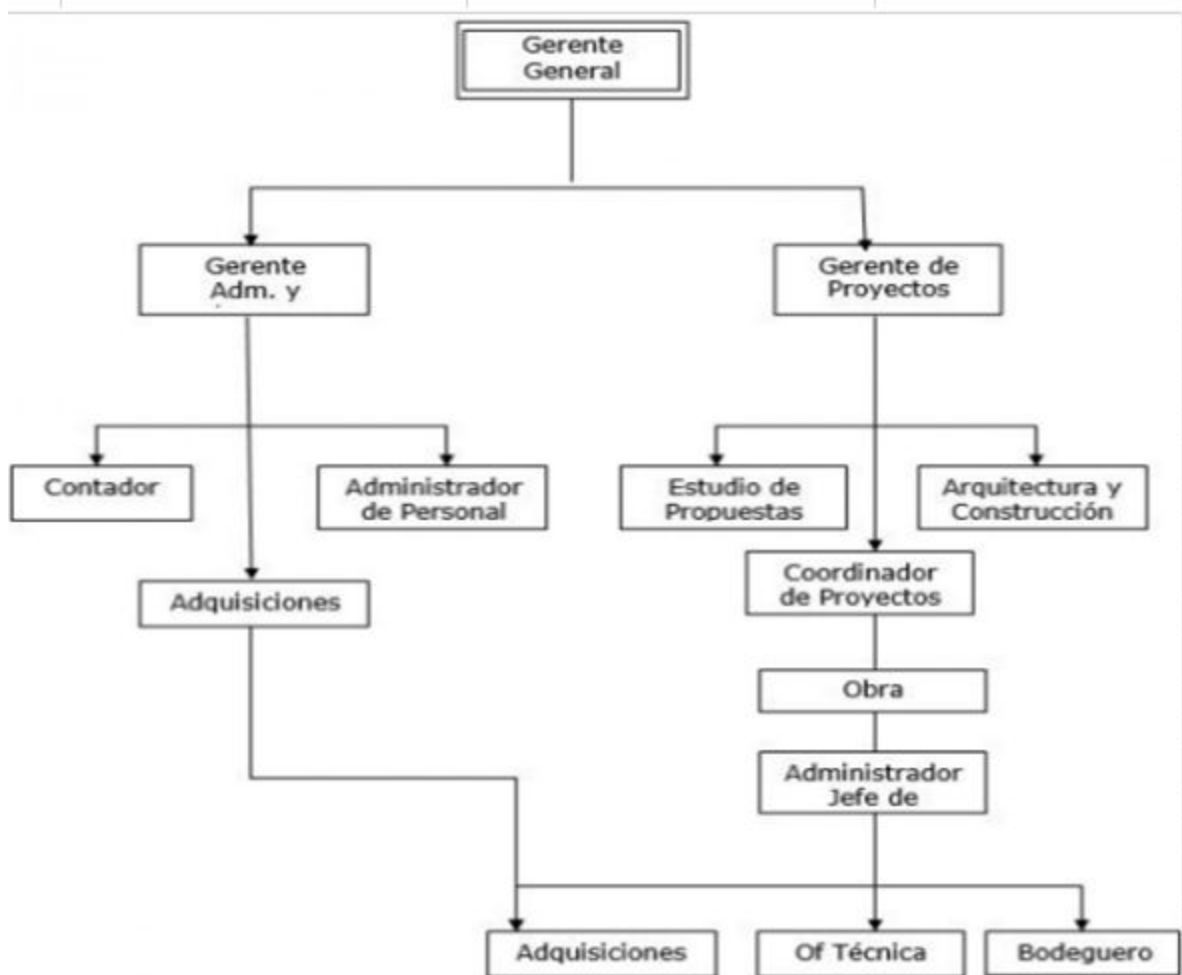 Gerente
General
Gerente
Adm. y
Gerente de
Proyectos
Contador
Administrador
de Personal
Estudio de
Propuestas
Arquitectura y
Construcción
Adquisiciones
Coordinador
de Proyectos
Obra
Administrador
Jefe de
Adquisiciones
Of Técnica
Bodeguero